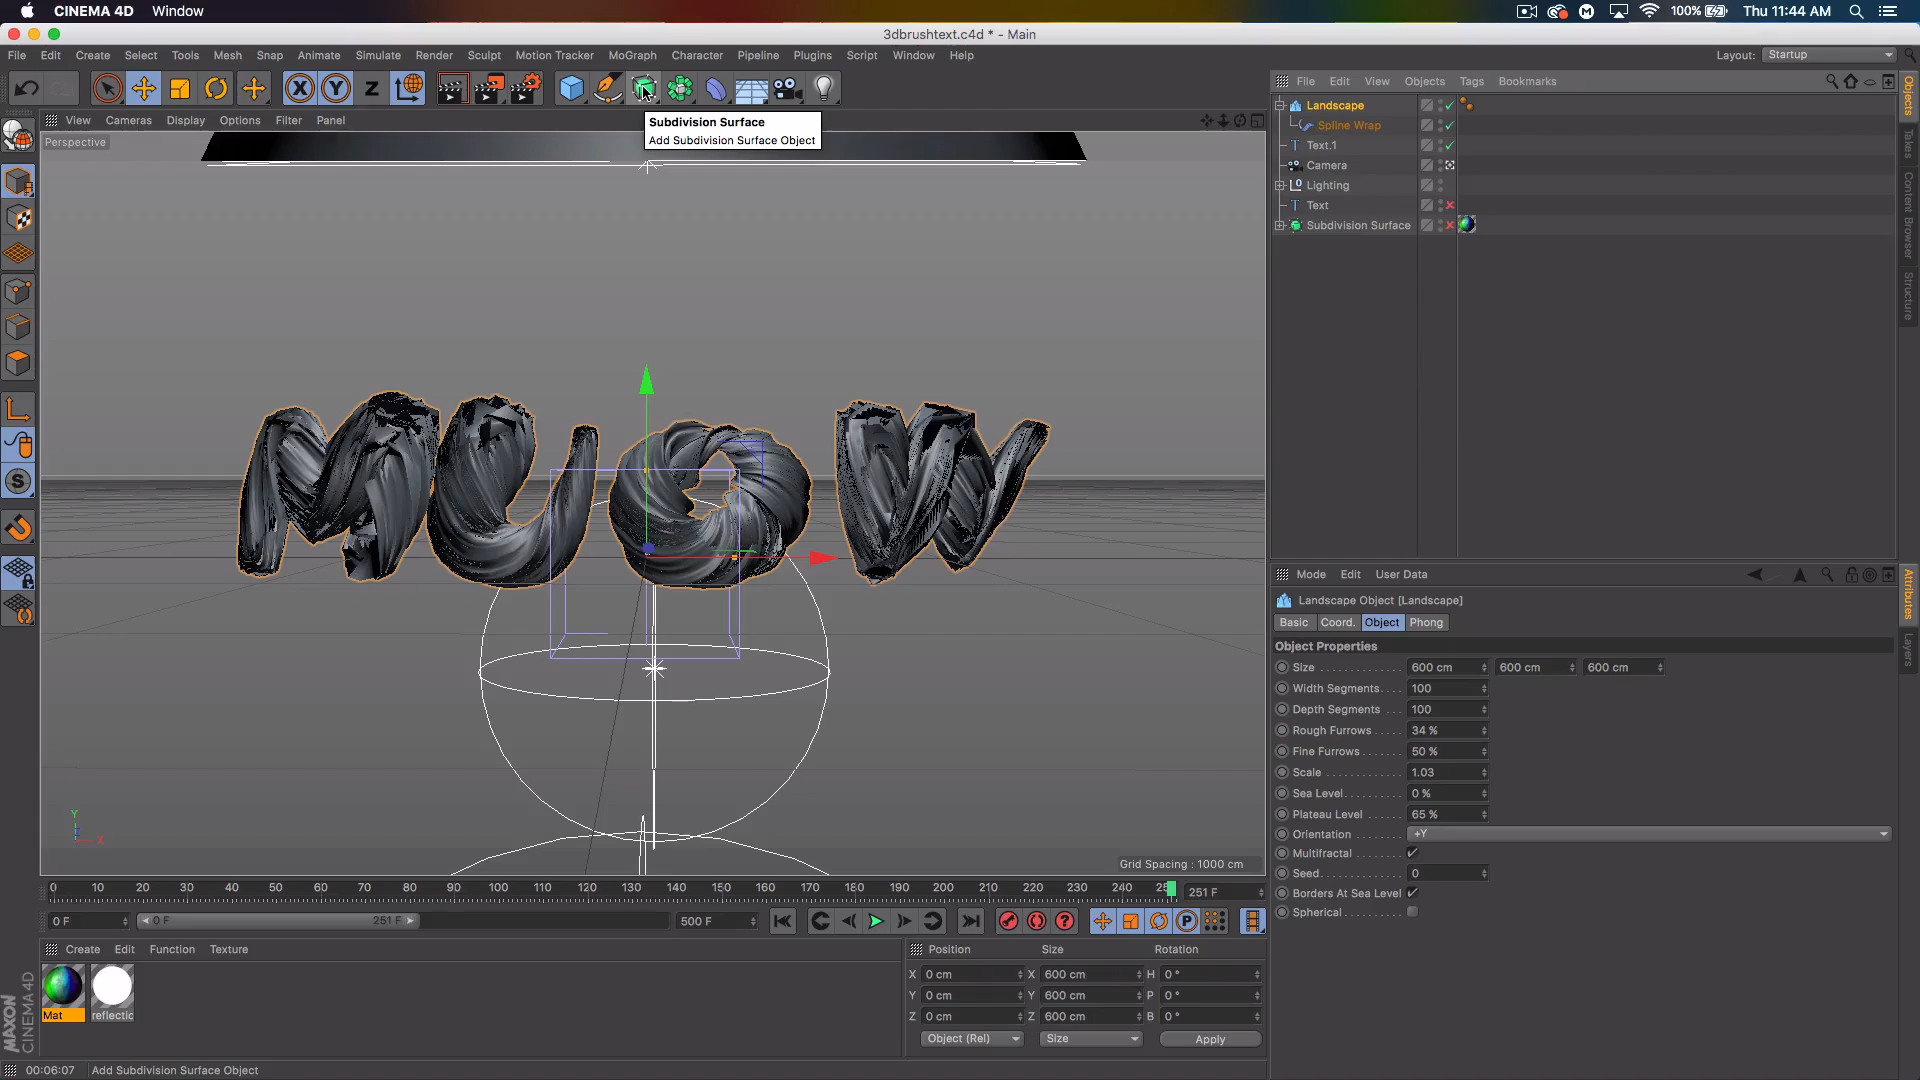 CINEMA 4D Window
100% Thu 11:44 AM
3dbrushtext.c4d * - Main
File Edit Create Select Tools Mesh Snap Animate Simulate Render Sculpt Motion Tracker MoGraph Character Pipeline Plugins Script Window Help
Layout: Startup
X Y Z
View Cameras Display Options Filter Panel
Subdivision Surface
Add Subdivision Surface Object
Perspective
Grid Spacing : 1000 cm
File Edit View Objects Tags Bookmarks
Landscape
Spline Wrap
Text.1
Camera
Lighting
Text
Subdivision Surface
Objects
Takes
Content Browser
Structure
Mode Edit User Data
Landscape Object [Landscape]
Basic Coord. Object Phong
Object Properties
Size 600 cm 600 cm 600 cm
Width Segments 100
Depth Segments 100
Rough Furrows 34 %
Fine Furrows 50 %
Scale 1.03
Sea Level 0 %
Plateau Level 65 %
Orientation +Y
Multifractal
Seed 0
Borders At Sea Level
Spherical
Attributes
Layers
Y
X
0 10 20 30 40 50 60 70 80 90 100 110 120 130 140 150 160 170 180 190 200 210 220 230 240 251 F
0 F 0 F 251 F 500 F
Create Edit Function Texture
Mat
reflectic
Position Size Rotation
X 0 cm X 600 cm H 0 °
Y 0 cm Y 600 cm P 0 °
Z 0 cm Z 600 cm B 0 °
Object (Rel) Size Apply
MAXON
CINEMA 4D
00:06:07 Add Subdivision Surface Object